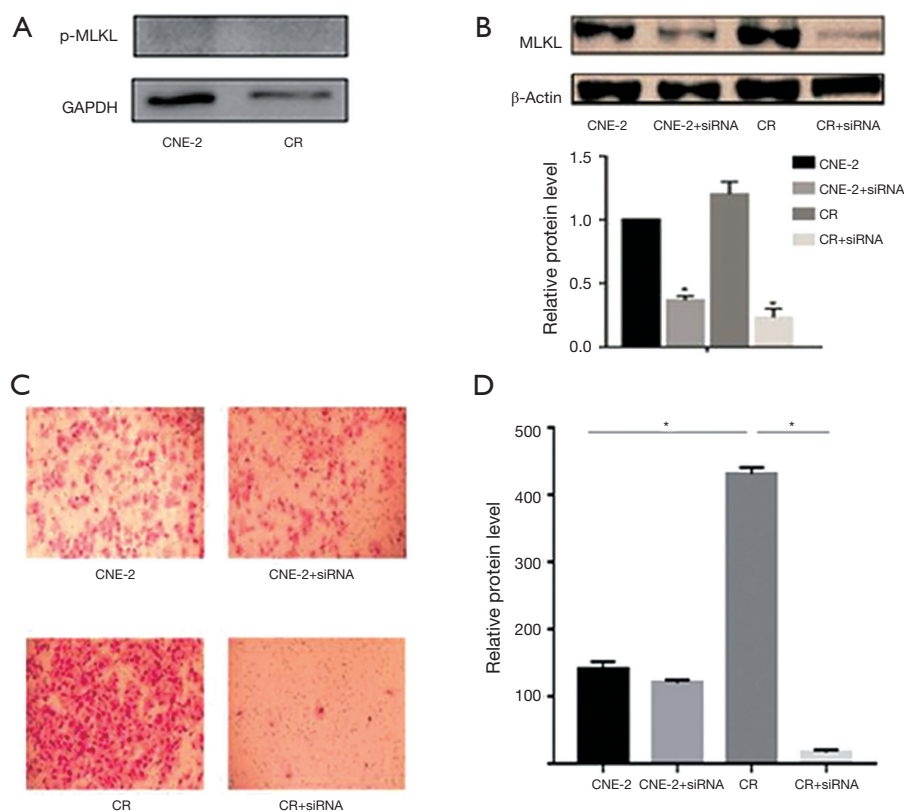 A
p-MLKL
GAPDH
CNE-2 CR
B
MLKL
β-Actin
CNE-2 CNE-2+siRNA CR CR+siRNA
Relative protein level
1.5
1.0
0.5
0.0
*
*
CNE-2
CNE-2+siRNA
CR
CR+siRNA
C
CNE-2 CNE-2+siRNA
CR CR+siRNA
D
Relative protein level
500
400
300
200
100
* *
CNE-2 CNE-2+siRNA CR CR+siRNA